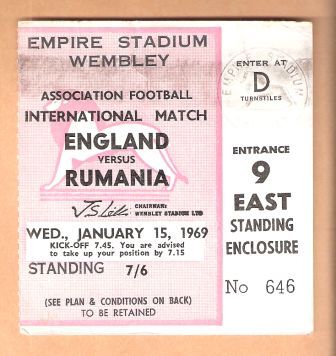 EMPIRE STADIUM
WEMBLEY
ASSOCIATION FOOTBALL
INTERNATIONAL MATCH
ENGLAND
VERSUS
RUMANIA
CHAIRMAN:
WEMBLEY STADIUM LTD
WED., JANUARY 15, 1969
KICK-OFF 7.45. You are advised
to take up your position by 7.15
STANDING 7/6
(SEE PLAN & CONDITIONS ON BACK)
TO BE RETAINED
ENTER AT
D
TURNSTILES
EMPIRE STADIUM
ENTRANCE
9
EAST
STANDING
ENCLOSURE
No 646